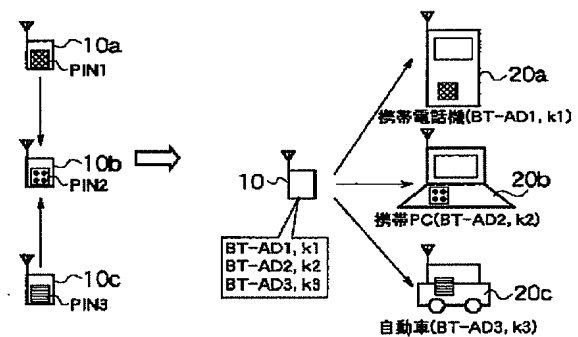 10a
PIN1
10b
PIN2
10c
PIN3
10
BT-AD1, k1
BT-AD2, k2
BT-AD3, k3
20a
携帯電話機(BT-AD1, k1)
20b
携帯PC(BT-AD2, k2)
20c
自動車(BT-AD3, k3)